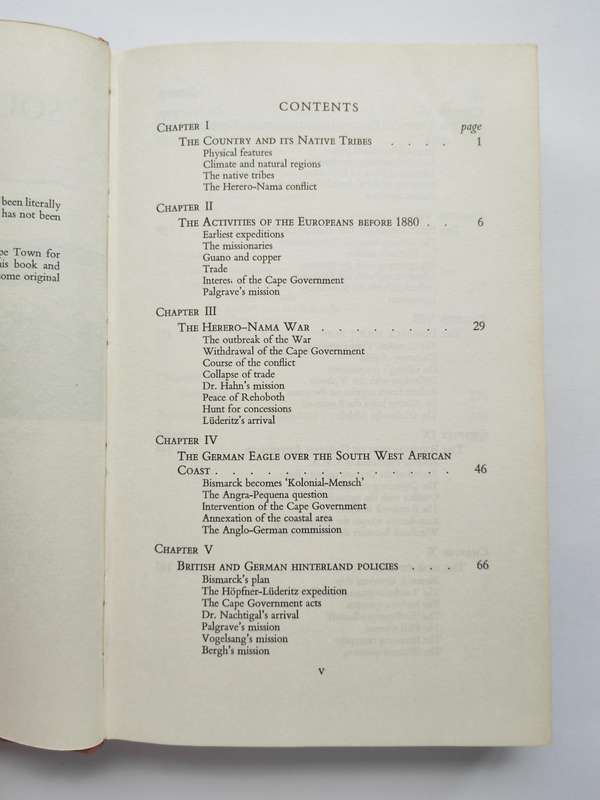 SOU
been literally
has not been
pe Town for
his book and
ome original
CONTENTS
CHAPTER I page
THE COUNTRY AND ITS NATIVE TRIBES . . . . 1
Physical features
Climate and natural regions
The native tribes
The Herero-Nama conflict
CHAPTER II
THE ACTIVITIES OF THE EUROPEANS BEFORE 1880 . . 6
Earliest expeditions
The missionaries
Guano and copper
Trade
Interes. of the Cape Government
Palgrave's mission
CHAPTER III
THE HERERO–NAMA WAR . . . . . . . . 29
The outbreak of the War
Withdrawal of the Cape Government
Course of the conflict
Collapse of trade
Dr. Hahn's mission
Peace of Rehoboth
Hunt for concessions
Lüderitz's arrival
CHAPTER IV
THE GERMAN EAGLE OVER THE SOUTH WEST AFRICAN
COAST . . . . . . . . . . . . . . 46
Bismarck becomes 'Kolonial-Mensch'
The Angra-Pequena question
Intervention of the Cape Government
Annexation of the coastal area
The Anglo-German commission
CHAPTER V
BRITISH AND GERMAN HINTERLAND POLICIES . . . 66
Bismarck's plan
The Höpfner-Lüderitz expedition
The Cape Government acts
Dr. Nachtigal's arrival
Palgrave's mission
Vogelsang's mission
Bergh's mission
V